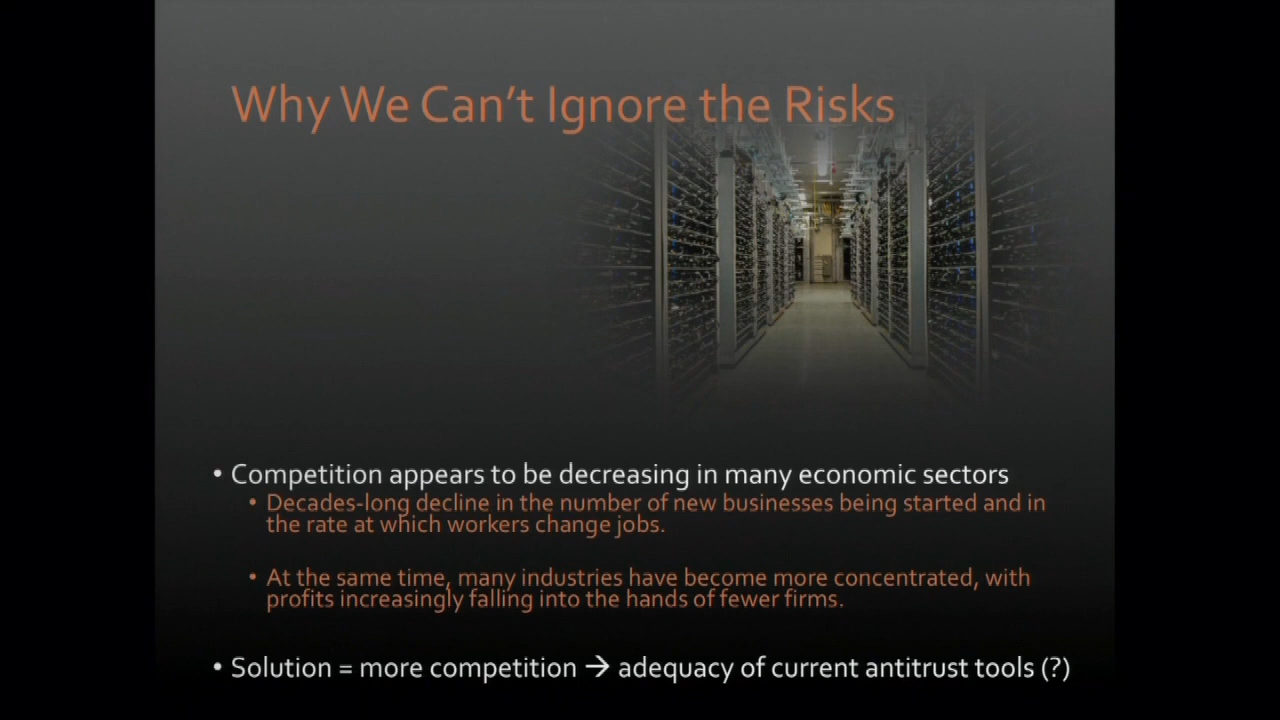 Why We Can’t Ignore the Risks
• Competition appears to be decreasing in many economic sectors
• Decades-long decline in the number of new businesses being started and in
the rate at which workers change jobs.
• At the same time, many industries have become more concentrated, with
profits increasingly falling into the hands of fewer firms.
• Solution = more competition → adequacy of current antitrust tools (?)